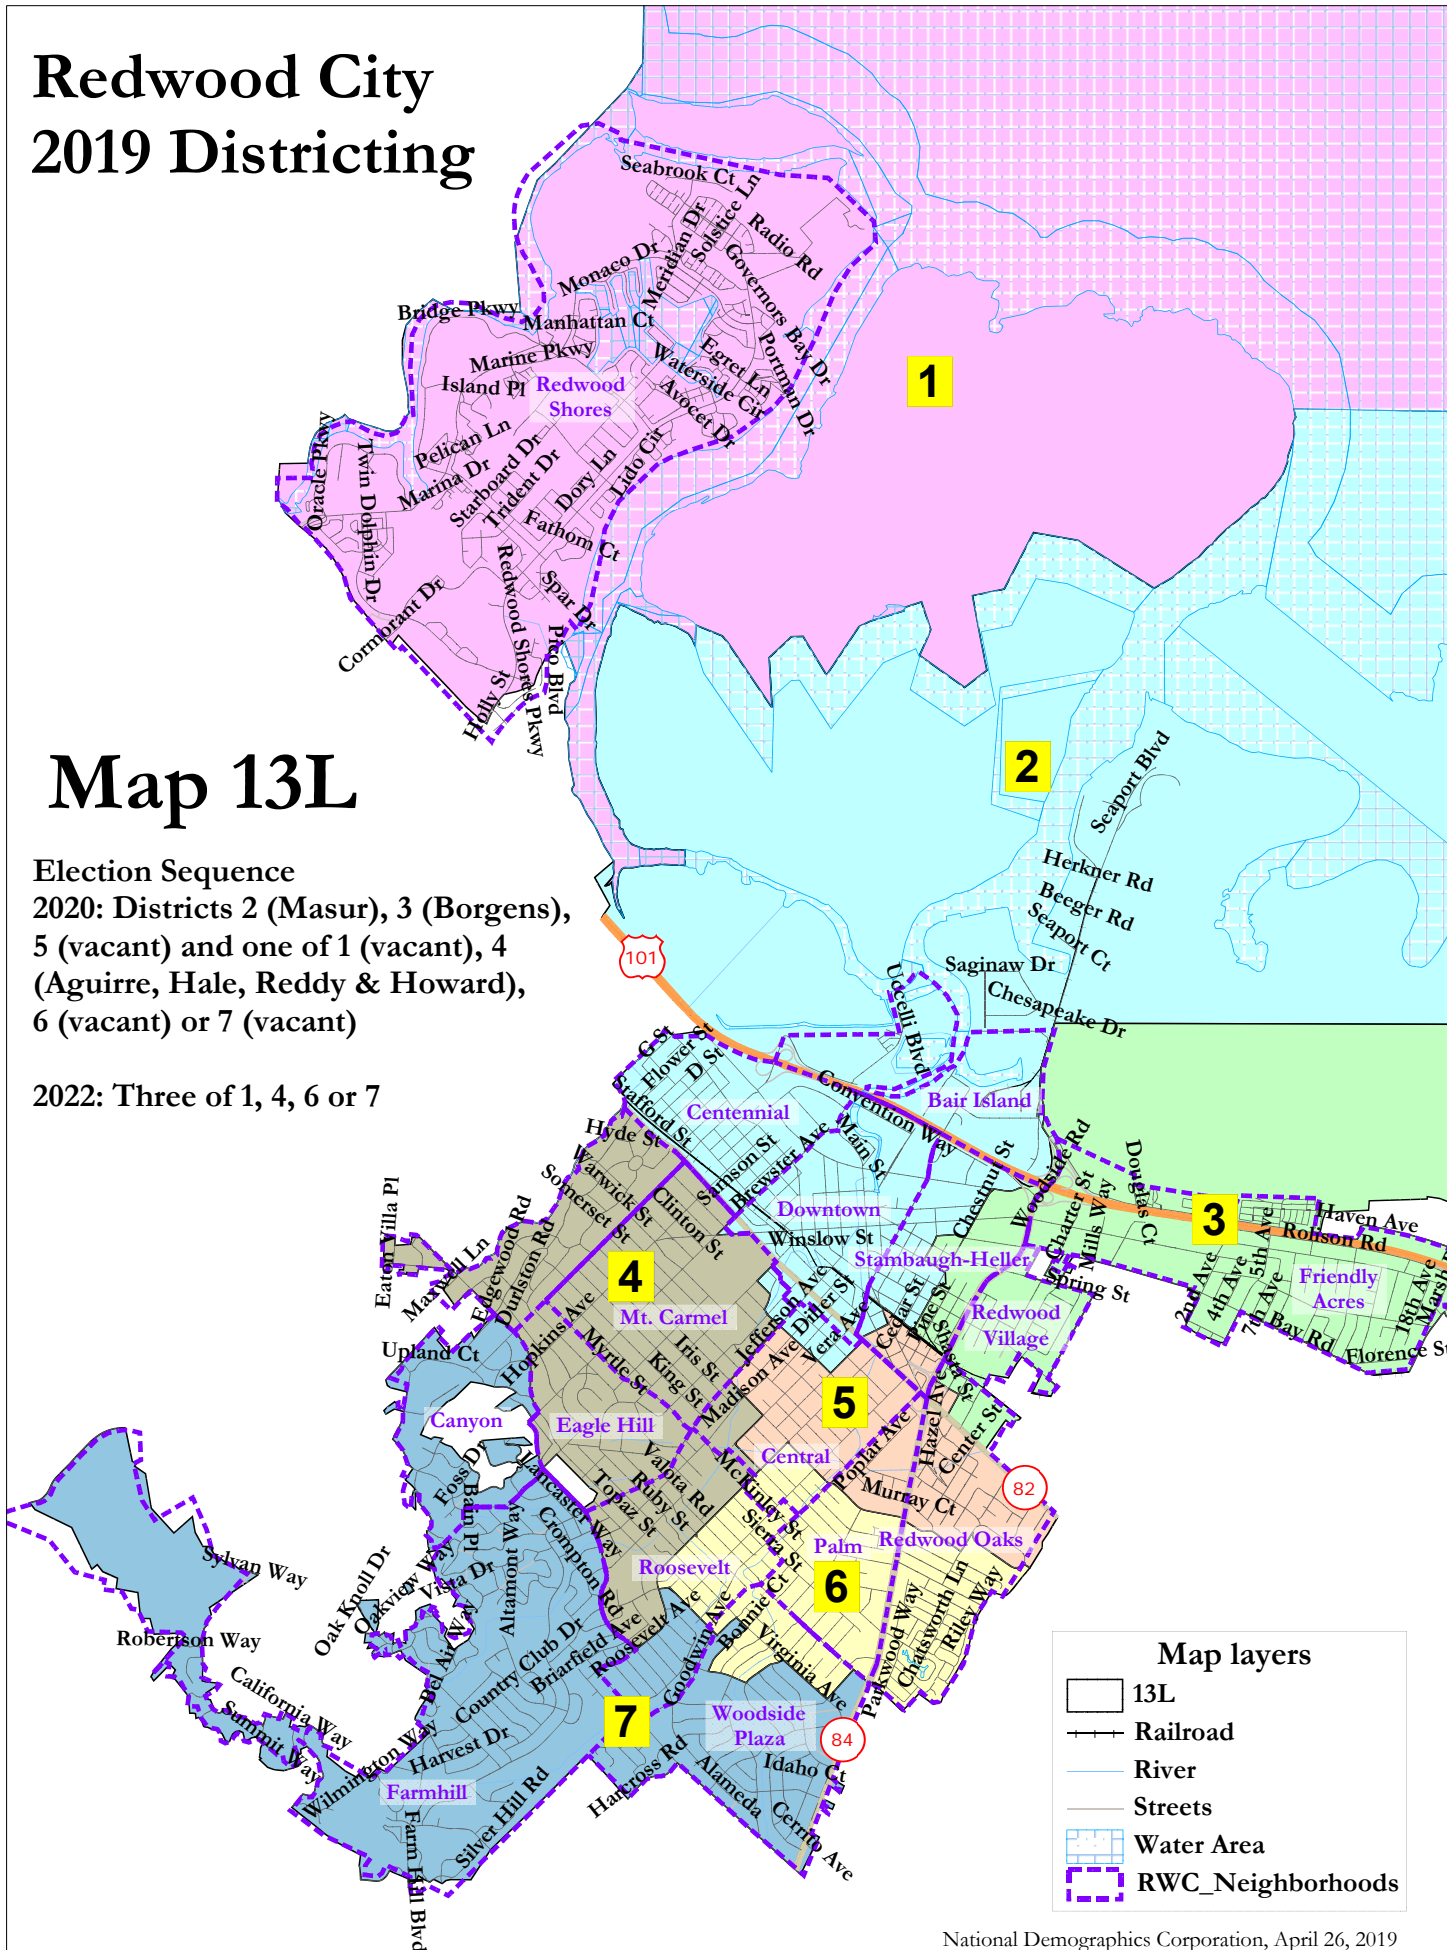 Redwood City
2019 Districting
Map 13L
Election Sequence
2020: Districts 2 (Masur), 3 (Borgens),
5 (vacant) and one of 1 (vacant), 4
(Aguirre, Hale, Reddy & Howard),
6 (vacant) or 7 (vacant)
2022: Three of 1, 4, 6 or 7
Seabrook Ct
Solstice Ln
Meridian Dr
Radio Rd
Governors Bay Dr
Monaco Dr
Bridge Pkwy
Manhattan Ct
Marine Pkwy
Island Pl
Redwood
Shores
Waterside Cir
Egret Ln
Portman Dr
Avocet Dr
1
Oracle Pkwy
Twin Dolphin Dr
Pelican Ln
Marina Dr
Starboard Dr
Trident Dr
Dory Ln
Lido Cir
Fathom Ct
Cormorant Dr
Redwood Shores Pkwy
Spar Dr
Pico Blvd
Holly St
2
Seaport Blvd
Herkner Rd
Beeger Rd
Seaport Ct
Saginaw Dr
Chesapeake Dr
Uccelli Blvd
101
G St
Flower St
D St
Stafford St
Centennial
Convention Way
Bair Island
Hyde St
Samson St
Brewster Ave
Main St
Chestnut St
Woodside Rd
Charter St
Mills Way
Douglas Ct
3
Haven Ave
Rolison Rd
Warwick St
Somerset St
Clinton St
Downtown
Winslow St
Stambaugh-Heller
Spring St
2nd Ave
4th Ave
5th Ave
7th Ave
Friendly
Acres
18th Ave
Bay Rd
Florence St
Eaton Villa Pl
Maxwell Ln
Edgewood Rd
Durlston Rd
4
Mt. Carmel
Jefferson Ave
Diller St
Vera Ave
Cedar St
Pine St
Shasta St
Redwood
Village
Upland Ct
Hopkins Ave
Myrtle St
Iris St
King St
Madison Ave
5
Hazel Ave
Center St
Canyon
Eagle Hill
Central
Poplar Ave
Foss Dr
Bain Pl
Lancaster Way
Valota Rd
Ruby St
Topaz St
McKinley St
Sierra St
Murray Ct
82
Redwood Oaks
Palm
6
Sylvan Way
Oak Knoll Dr
Oakview Way
Vista Dr
Altamont Way
Crompton Rd
Roosevelt
Bonnie Ct
Chatsworth Ln
Riley Way
Parkwood Way
Robertson Way
Bel Air Way
Country Club Dr
Briarfield Ave
Roosevelt Ave
Goodwin Ave
Virginia Ave
California Way
Summit Way
7
Woodside
Plaza
84
Wilmington Way
Harvest Dr
Harcross Rd
Alameda
Idaho Ct
Cerrito Ave
Farmhill
Farm Hill Blvd
Silver Hill Rd
Map layers
13L
Railroad
River
Streets
Water Area
RWC_Neighborhoods
National Demographics Corporation, April 26, 2019